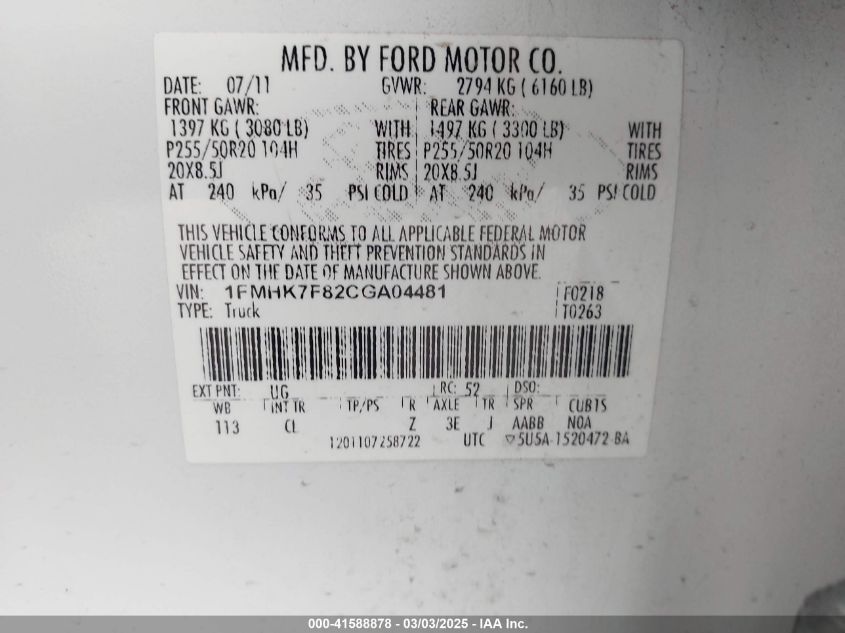 MFD. BY FORD MOTOR CO.
DATE: 07/11 GVWR: 2794 KG ( 6160 LB)
FRONT GAWR: REAR GAWR:
1397 KG ( 3080 LB) WITH 1497 KG ( 3300 LB) WITH
P255/50R20 104H TIRES P255/50R20 104H TIRES
20X8.5J RIMS 20X8.5J RIMS
AT 240 kPa/ 35 PSI COLD AT 240 kPa/ 35 PSI COLD
THIS VEHICLE CONFORMS TO ALL APPLICABLE FEDERAL MOTOR
VEHICLE SAFETY AND THEFT PREVENTION STANDARDS IN
EFFECT ON THE DATE OF MANUFACTURE SHOWN ABOVE.
VIN: 1FMHK7F82CGA04481 F0218
TYPE: Truck T0263
EXT PNT: UG RC: 52 DSO:
WB INT TR TP/PS R AXLE TR SPR CUBTS
113 CL Z 3E J AABB NOA
1201107258722 UTC ▽5U5A-1520472-BA
000-41588878 - 03/03/2025 - IAA Inc.